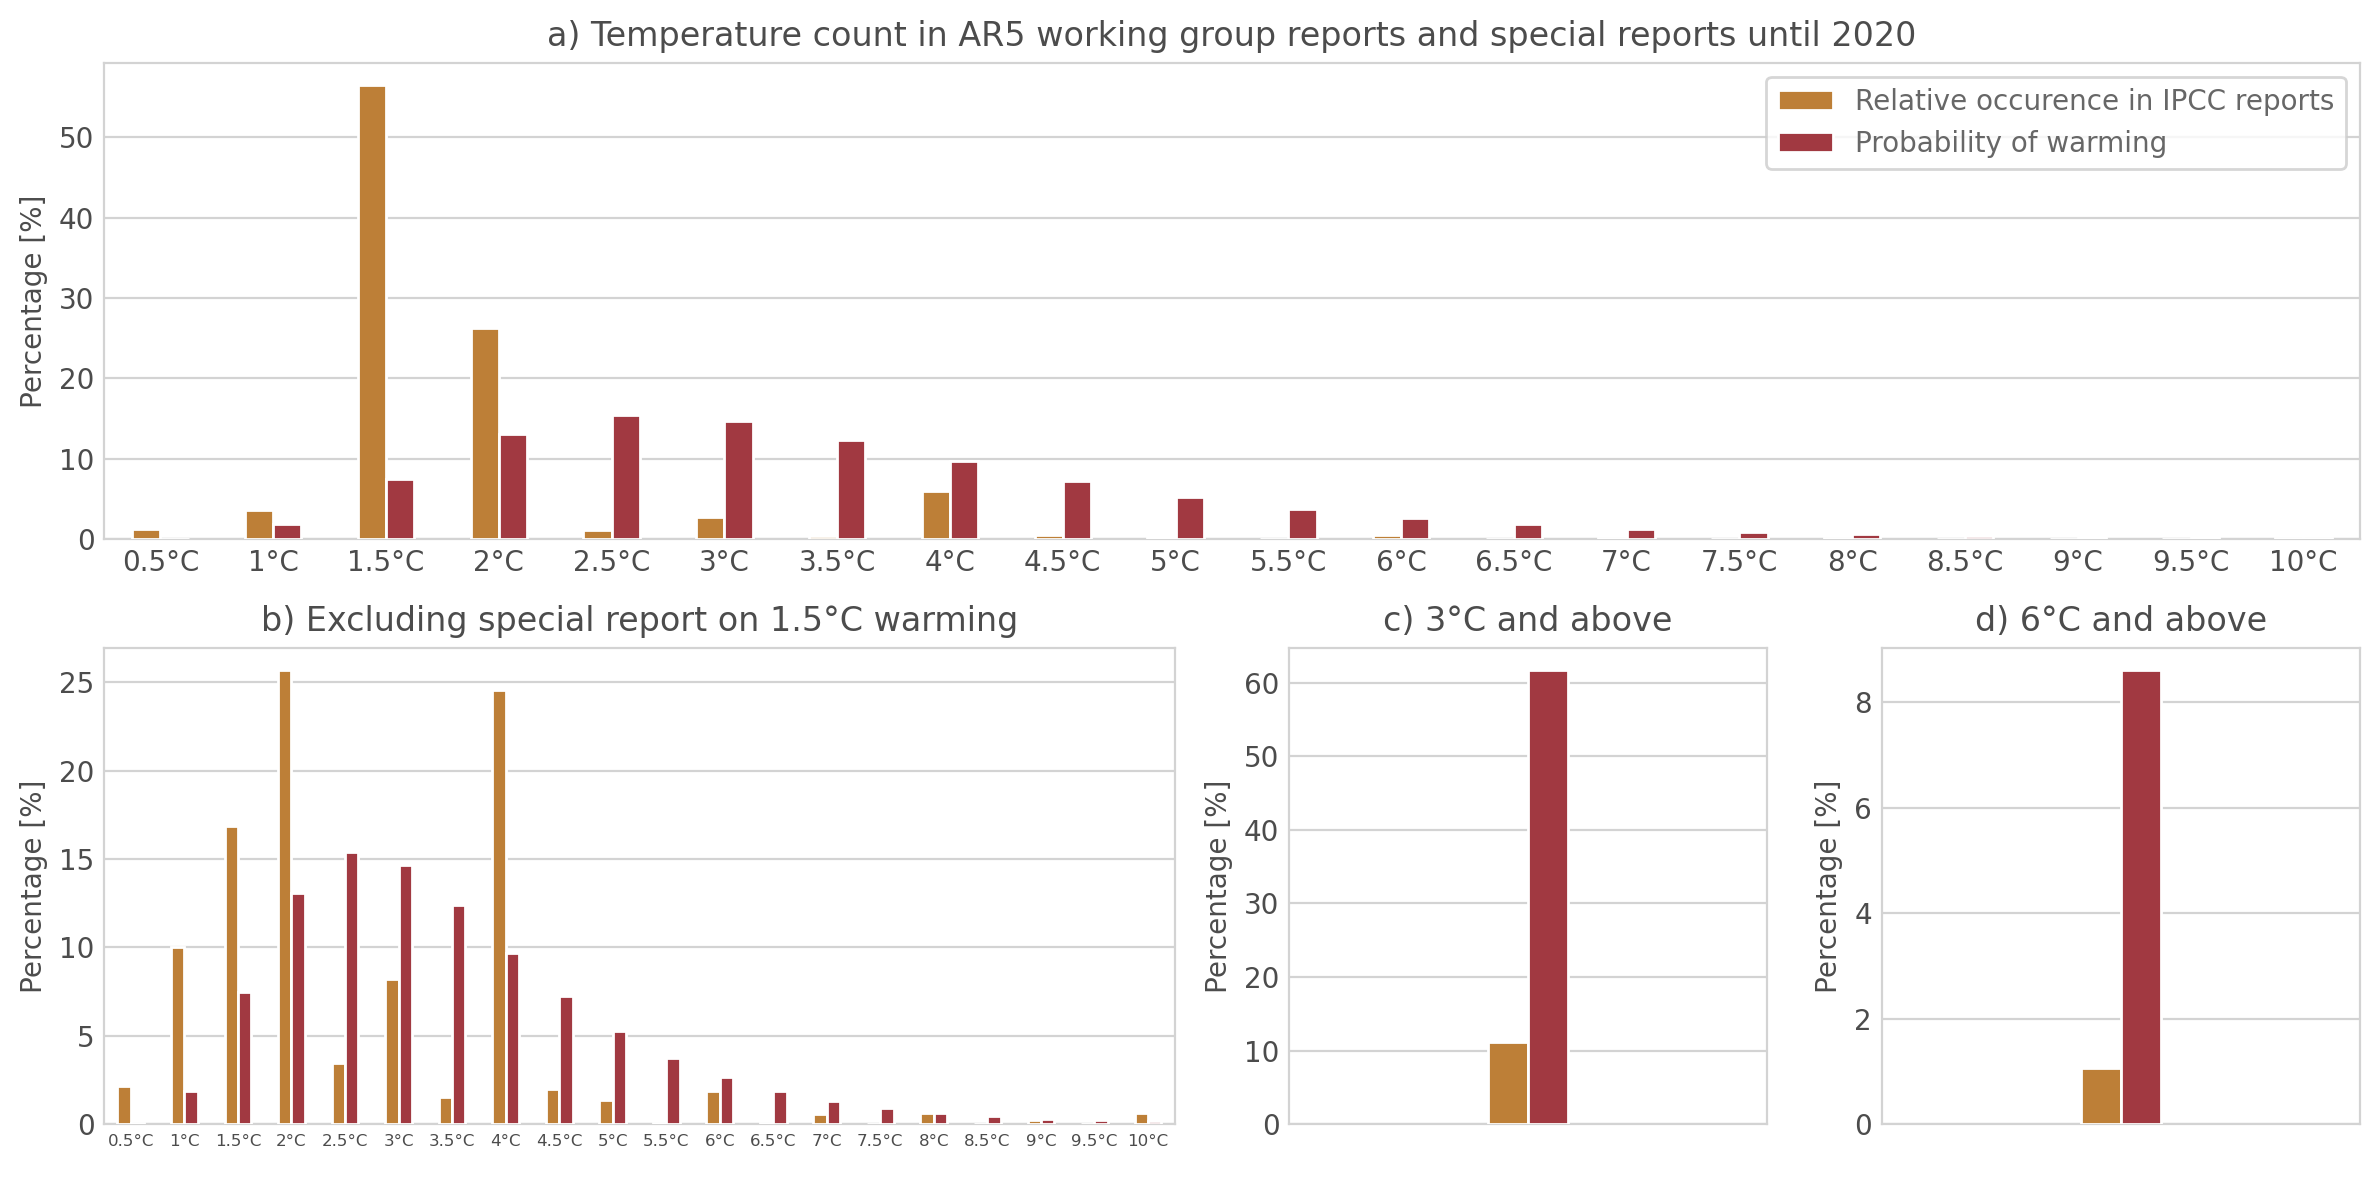 a) Temperature count in AR5 working group reports and special reports until 2020
Percentage [%]
50
40
30
20
10
0
Relative occurence in IPCC reports
Probability of warming
0.5°C 1°C 1.5°C 2°C 2.5°C 3°C 3.5°C 4°C 4.5°C 5°C 5.5°C 6°C 6.5°C 7°C 7.5°C 8°C 8.5°C 9°C 9.5°C 10°C
b) Excluding special report on 1.5°C warming
Percentage [%]
25
20
15
10
5
0
0.5°C 1°C 1.5°C 2°C 2.5°C 3°C 3.5°C 4°C 4.5°C 5°C 5.5°C 6°C 6.5°C 7°C 7.5°C 8°C 8.5°C 9°C 9.5°C 10°C
c) 3°C and above
Percentage [%]
60
50
40
30
20
10
0
d) 6°C and above
Percentage [%]
8
6
4
2
0